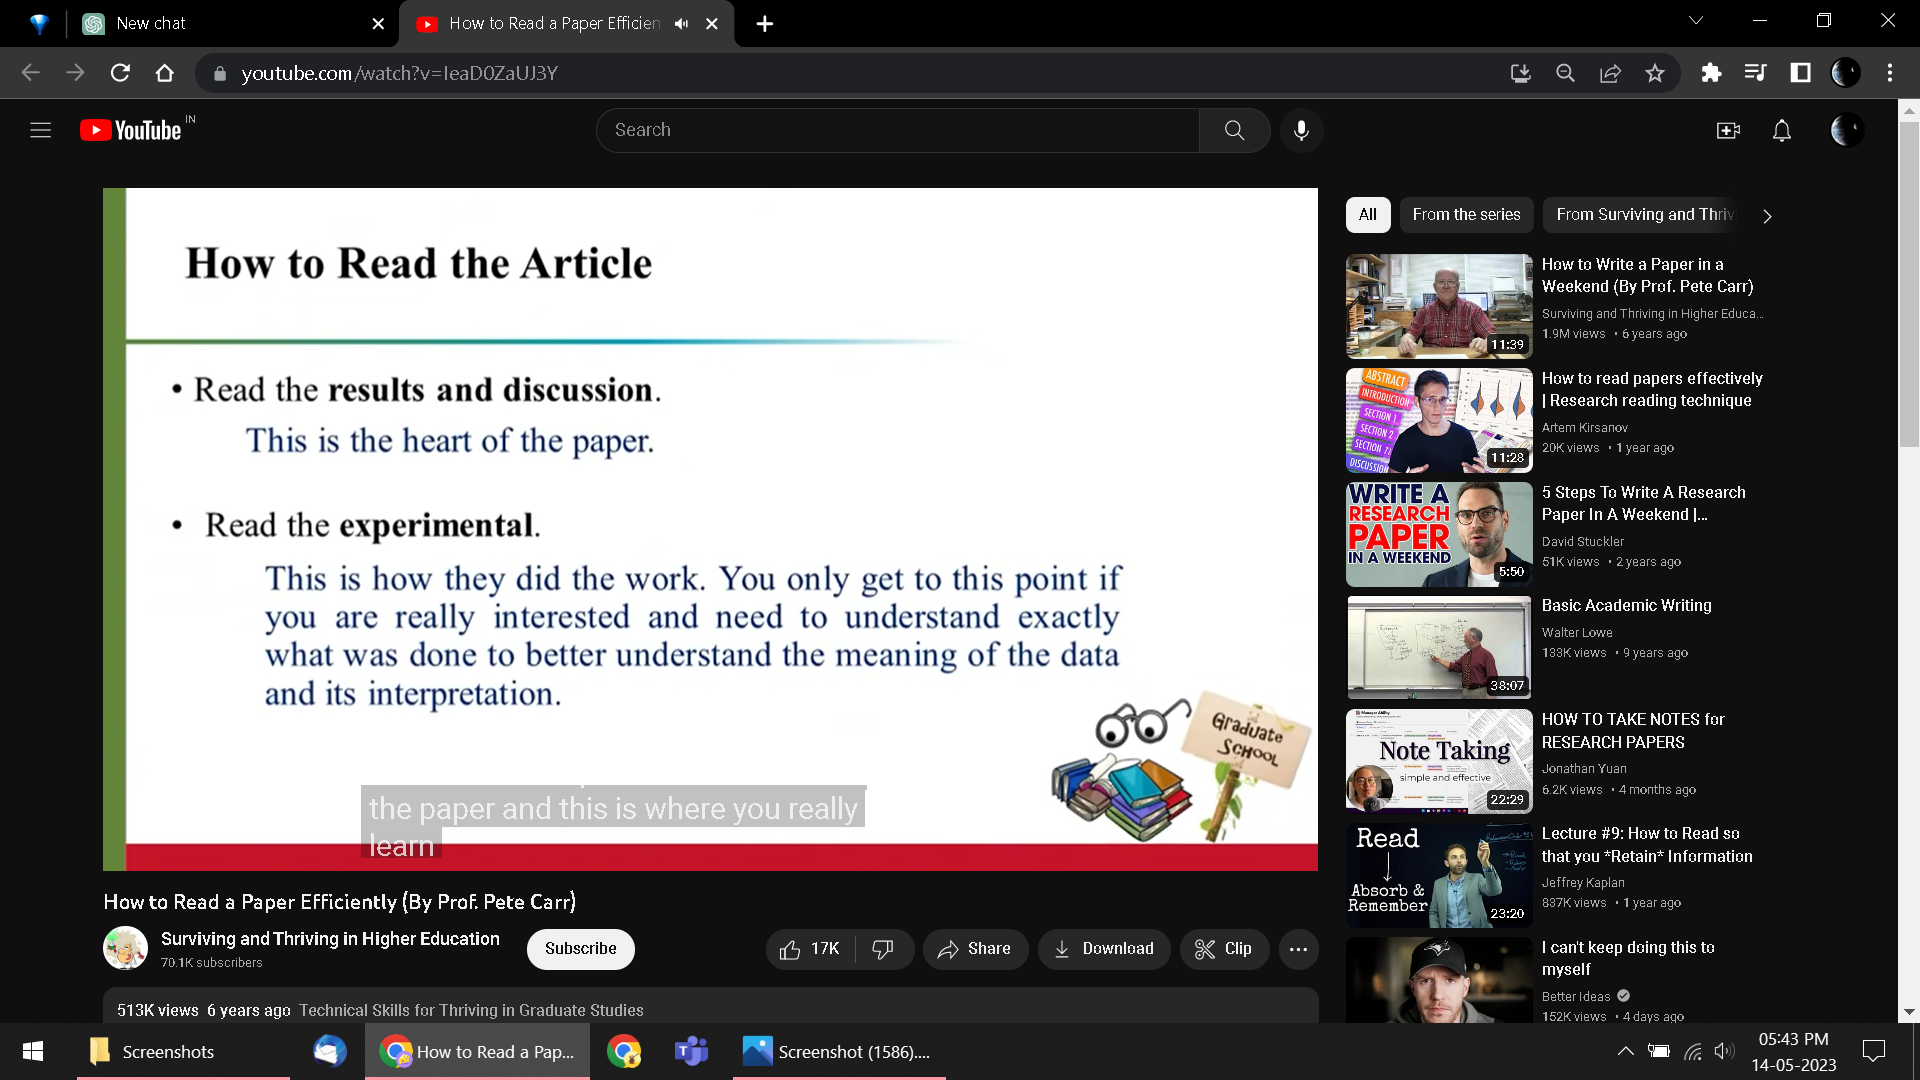 New chat
How to Read a Paper Efficien
youtube.com/watch?v=IeaD0ZaUJ3Y
YouTube IN
Search
How to Read the Article
• Read the results and discussion.
This is the heart of the paper.
• Read the experimental.
This is how they did the work. You only get to this point if
you are really interested and need to understand exactly
what was done to better understand the meaning of the data
and its interpretation.
Graduate
SCHOOL
the paper and this is where you really
learn
How to Read a Paper Efficiently (By Prof. Pete Carr)
Surviving and Thriving in Higher Education
70.1K subscribers
Subscribe
17K
Share
Download
Clip
513K views 6 years ago Technical Skills for Thriving in Graduate Studies
All
From the series
From Surviving and Thriv
11:39
How to Write a Paper in a
Weekend (By Prof. Pete Carr)
Surviving and Thriving in Higher Educa...
1.9M views • 6 years ago
ABSTRACT
INTRODUCTION
SECTION 1
SECTION 2
SECTION
DISCUSSION
11:28
How to read papers effectively
| Research reading technique
Artem Kirsanov
20K views • 1 year ago
WRITE A
RESEARCH
PAPER
IN A WEEKEND
5:50
5 Steps To Write A Research
Paper In A Weekend |...
David Stuckler
51K views • 2 years ago
38:07
Basic Academic Writing
Walter Lowe
133K views • 9 years ago
Note Taking
simple and effective
22:29
HOW TO TAKE NOTES for
RESEARCH PAPERS
Jonathan Yuan
6.2K views • 4 months ago
Read
Absorb &
Remember
23:20
Lecture #9: How to Read so
that you *Retain* Information
Jeffrey Kaplan
837K views • 1 year ago
I can't keep doing this to
myself
Better Ideas
152K views • 4 days ago
Screenshots
How to Read a Pap...
Screenshot (1586)....
05:43 PM
14-05-2023